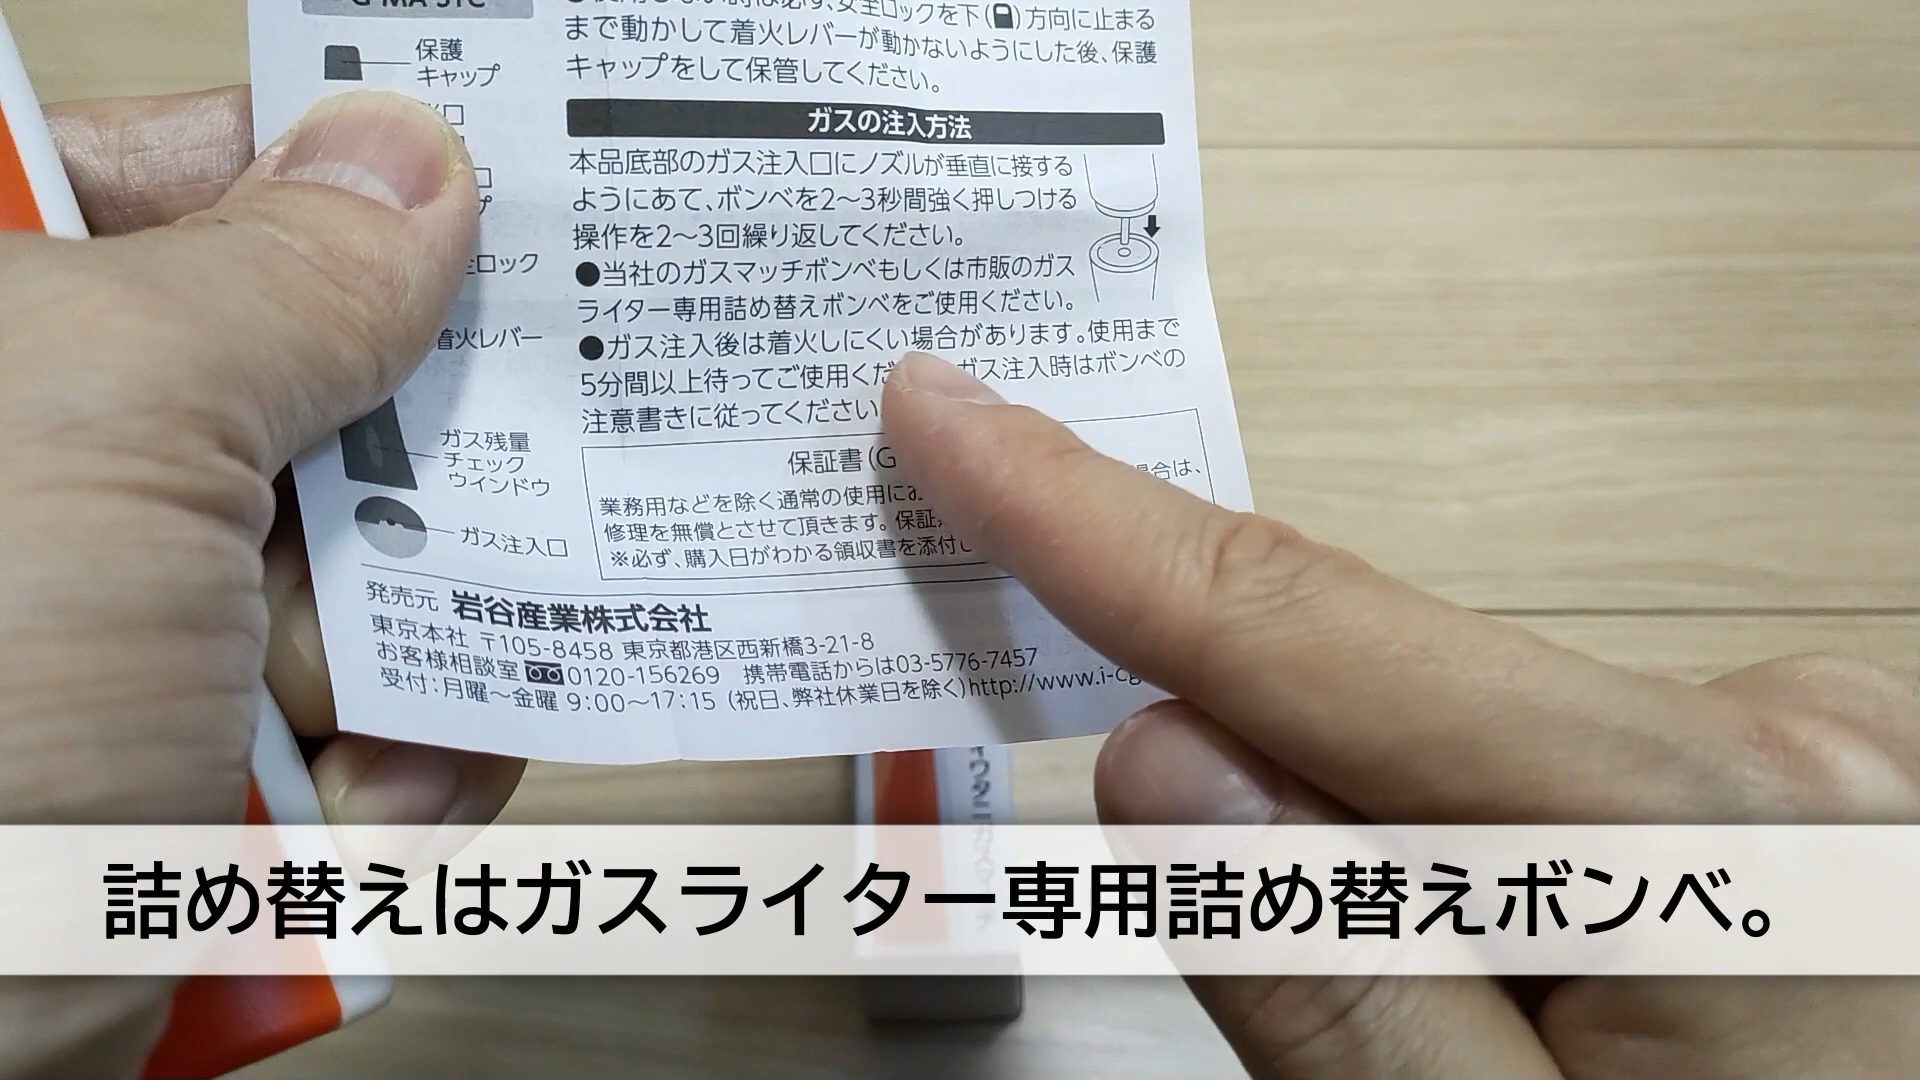 保護
キャップ
ロック
着火レバー
ガス残量
チェック
ウインドウ
ガス注入口
安全ロックを下( )方向に止まる
まで動かして着火レバーが動かないようにした後、保護
キャップをして保管してください。
ガスの注入方法
本品底部のガス注入口にノズルが垂直に接する
ようにあて、ボンベを2〜3秒間強く押しつける
操作を2〜3回繰り返してください。
●当社のガスマッチボンベもしくは市販のガス
ライター専用詰め替えボンベをご使用ください。
●ガス注入後は着火しにくい場合があります。使用まで
5分間以上待ってご使用くだ ガス注入時はボンベの
注意書きに従ってください
保証書(G
業務用などを除く通常の使用にお 場合は、
修理を無償とさせて頂きます。保証
※必ず、購入日がわかる領収書を添付し
発売元 岩谷産業株式会社
東京本社 〒105-8458 東京都港区西新橋3-21-8
お客様相談室 0120-156269 携帯電話からは03-5776-7457
受付：月曜〜金曜 9:00〜17:15 (祝日、弊社休業日を除く)http://www.i-cg
詰め替えはガスライター専用詰め替えボンベ。